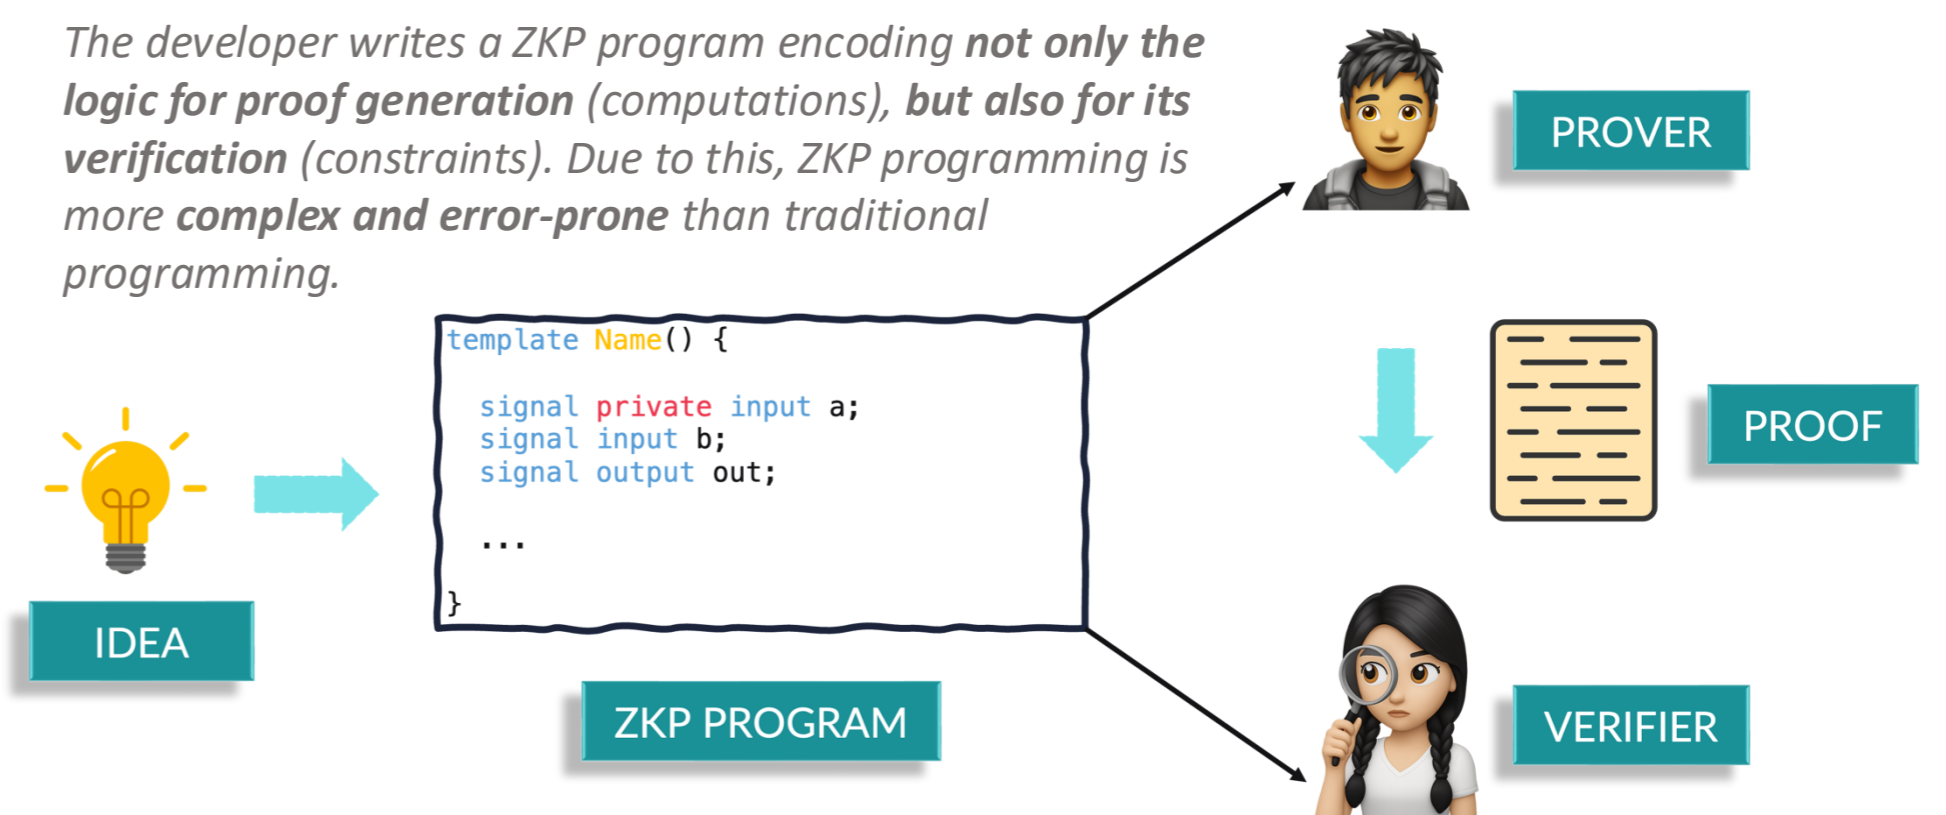 The developer writes a ZKP program encoding not only the
logic for proof generation (computations), but also for its
verification (constraints). Due to this, ZKP programming is
more complex and error-prone than traditional
programming.
PROVER
template Name() {
signal private input a;
signal input b;
signal output out;
...
}
PROOF
IDEA
ZKP PROGRAM
VERIFIER